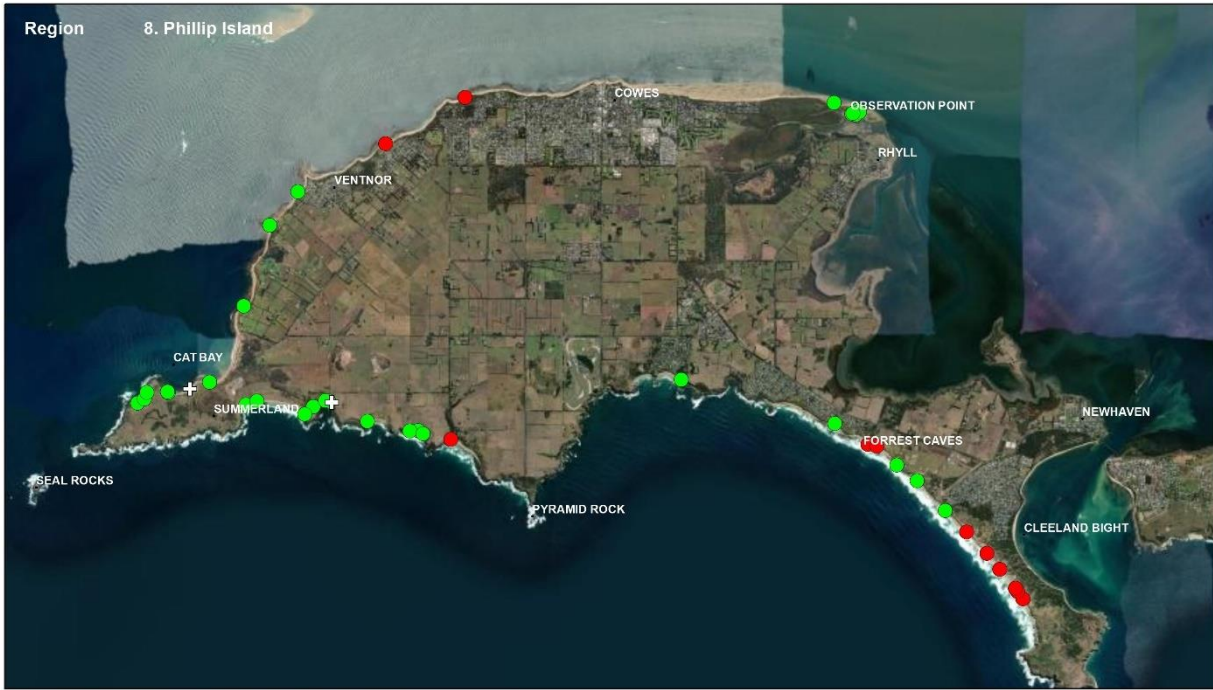 Region 8. Phillip Island
COWES
OBSERVATION POINT
RHYLL
VENTNOR
CAT BAY
SUMMERLAND
NEWHAVEN
FORREST CAVES
SEAL ROCKS
PYRAMID ROCK
CLEELAND BIGHT